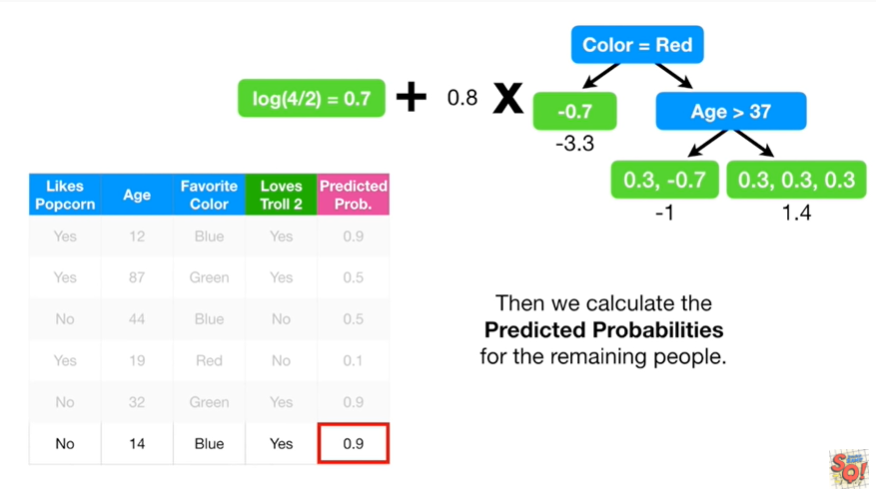 Color = Red
log(4/2) = 0.7 + 0.8 X -0.7 Age > 37
-3.3
0.3, -0.7 0.3, 0.3, 0.3
-1 1.4
Likes Popcorn Age Favorite Color Loves Troll 2 Predicted Prob.
Yes 12 Blue Yes 0.9
Yes 87 Green Yes 0.5
No 44 Blue No 0.5
Yes 19 Red No 0.1
No 32 Green Yes 0.9
No 14 Blue Yes 0.9
Then we calculate the
Predicted Probabilities
for the remaining people.
SQ!